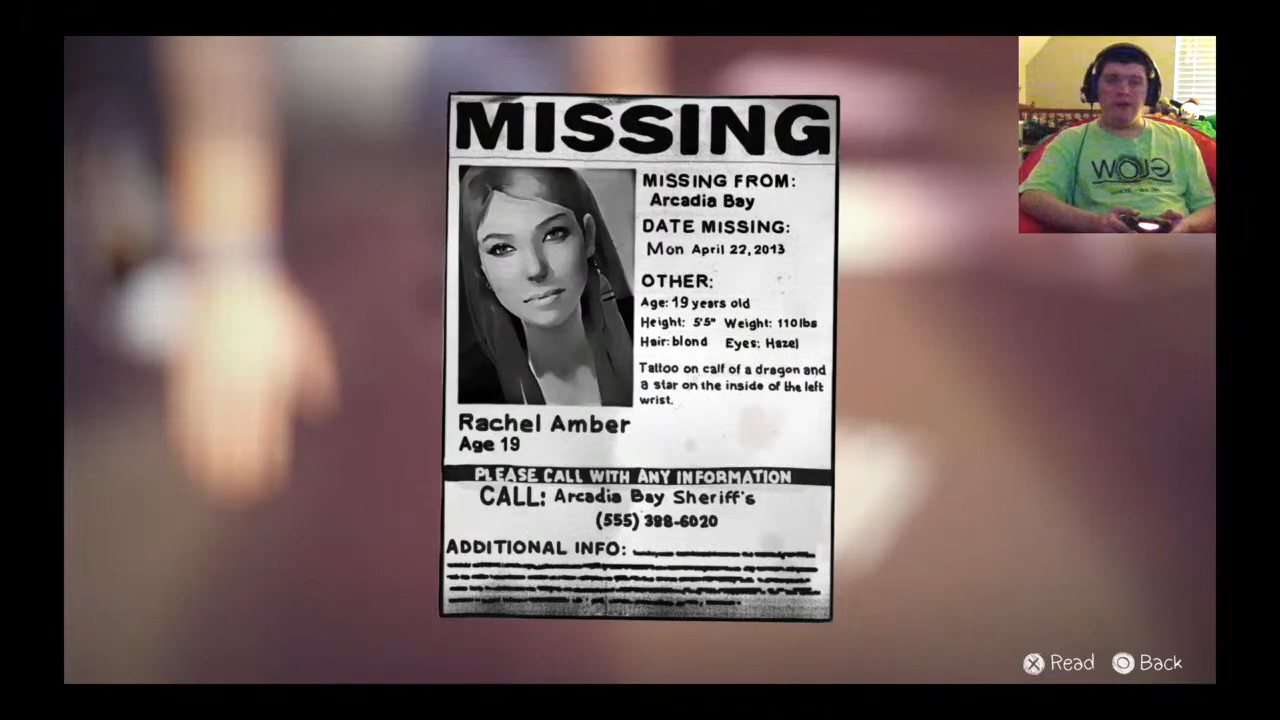 MISSING
MISSING FROM:
Arcadia Bay
DATE MISSING:
Mon April 22, 2013
OTHER:
Age: 19 years old
Height: 5'5" Weight: 110lbs
Hair: blond Eyes: Hazel
Tattoo on calf of a dragon and
a star on the inside of the left
wrist.
Rachel Amber
Age 19
PLEASE CALL WITH ANY INFORMATION
CALL: Arcadia Bay Sheriff's
(555) 398-6020
ADDITIONAL INFO:
GLOW
Read Back